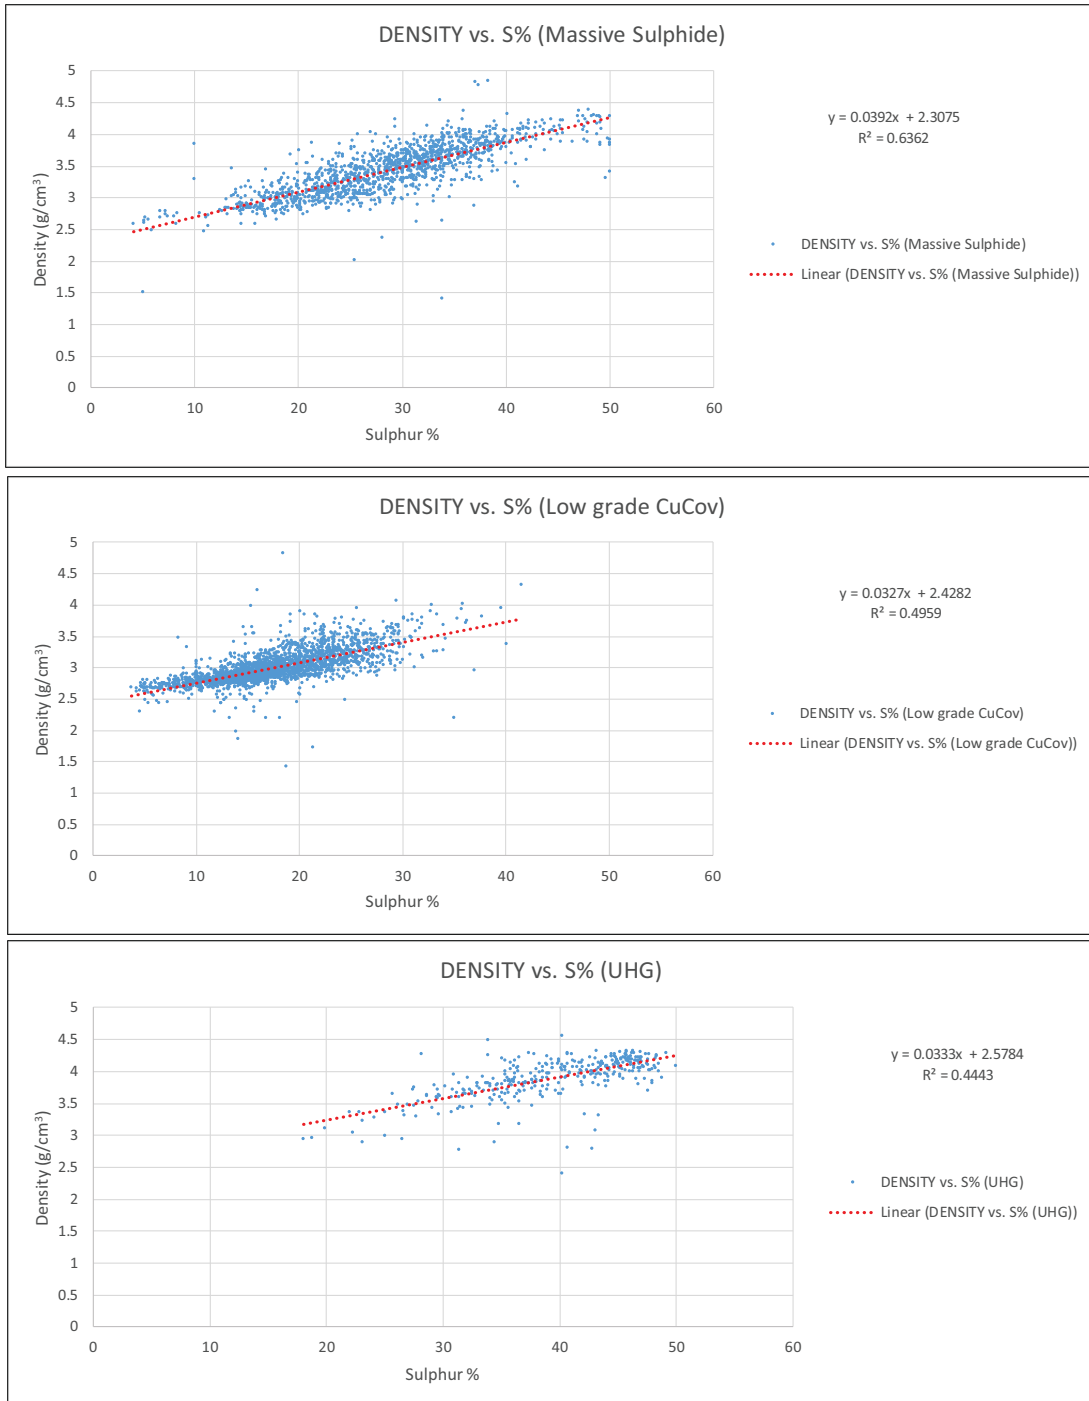 DENSITY vs. S% (Massive Sulphide)
5
4.5
4
3.5
3
2.5
2
1.5
1
0.5
0
Density (g/cm³)
0 10 20 30 40 50 60
Sulphur %
y = 0.0392x + 2.3075
R² = 0.6362
DENSITY vs. S% (Massive Sulphide)
Linear (DENSITY vs. S% (Massive Sulphide))
DENSITY vs. S% (Low grade CuCov)
5
4.5
4
3.5
3
2.5
2
1.5
1
0.5
0
Density (g/cm³)
0 10 20 30 40 50 60
Sulphur %
y = 0.0327x + 2.4282
R² = 0.4959
DENSITY vs. S% (Low grade CuCov)
Linear (DENSITY vs. S% (Low grade CuCov))
DENSITY vs. S% (UHG)
5
4.5
4
3.5
3
2.5
2
1.5
1
0.5
0
Density (g/cm³)
0 10 20 30 40 50 60
Sulphur %
y = 0.0333x + 2.5784
R² = 0.4443
DENSITY vs. S% (UHG)
Linear (DENSITY vs. S% (UHG))